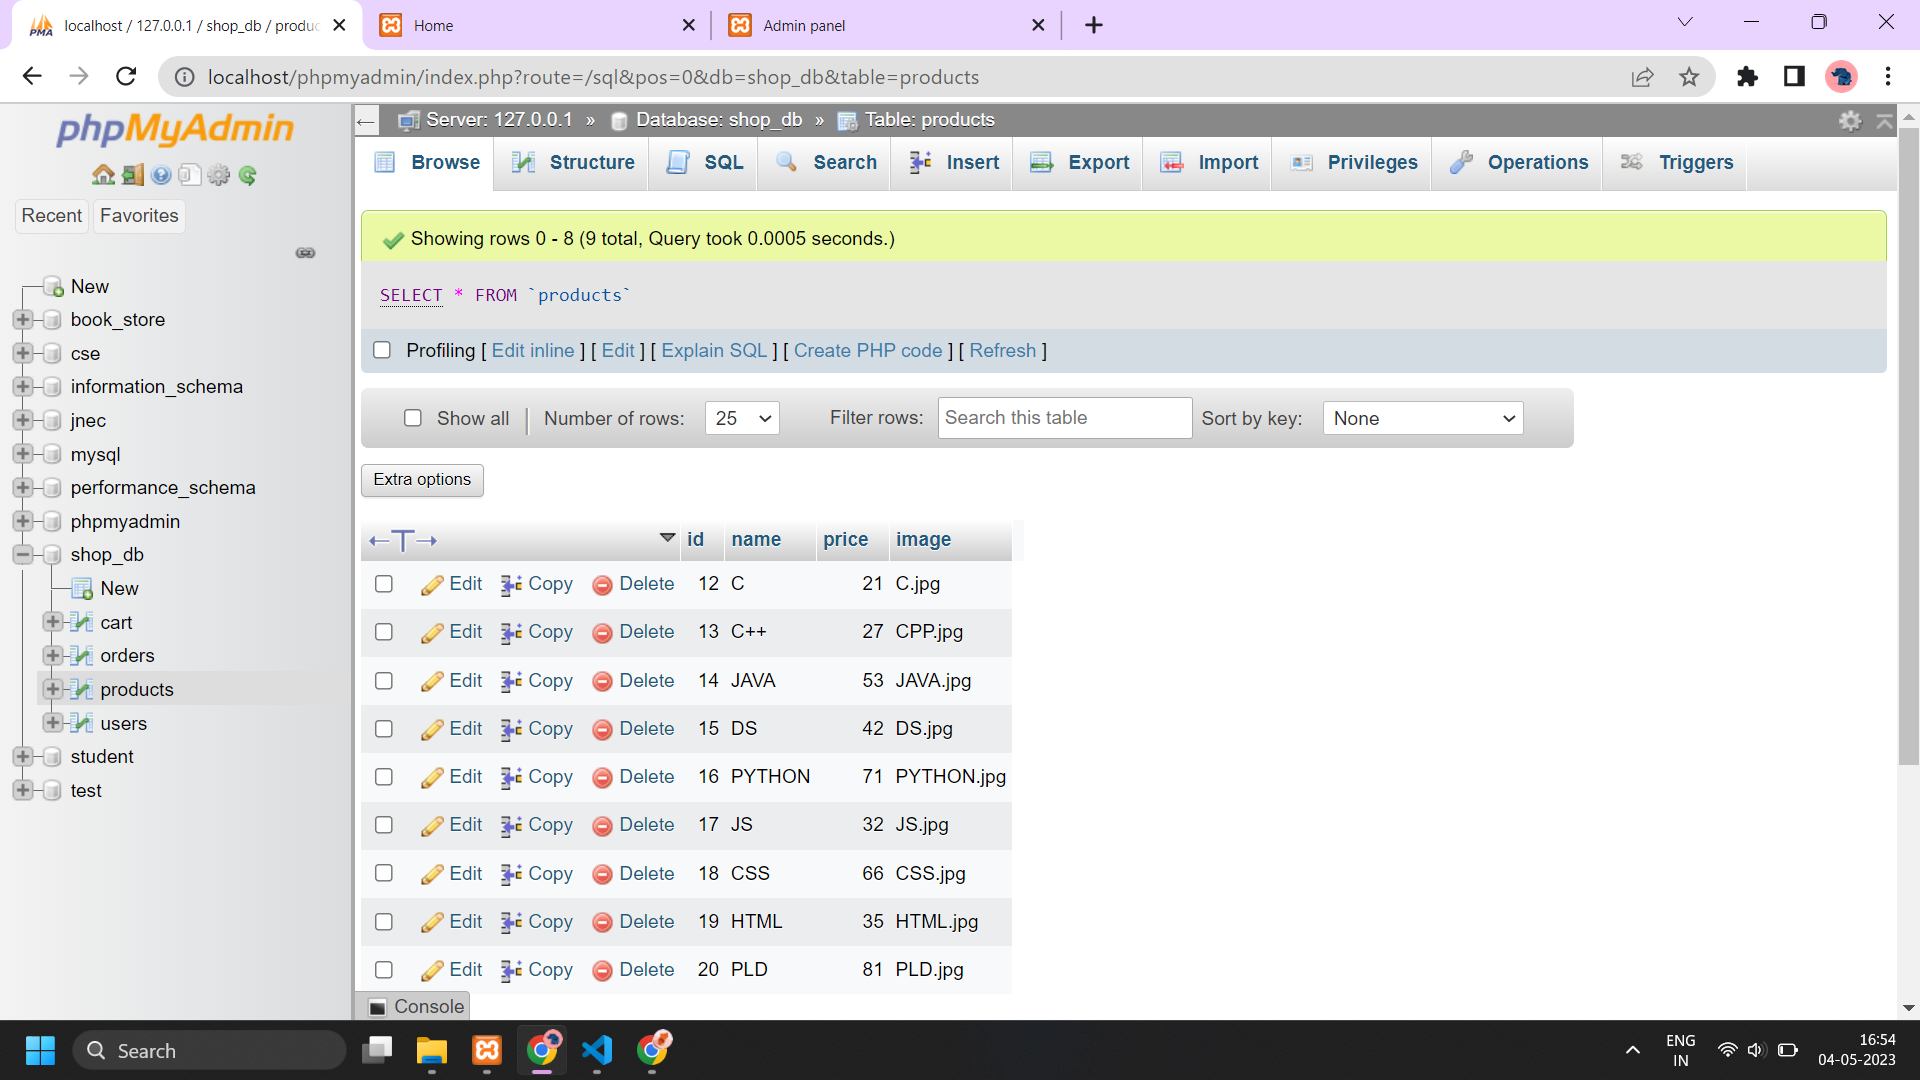 localhost / 127.0.0.1 / shop_db / produc
Home
Admin panel
localhost/phpmyadmin/index.php?route=/sql&pos=0&db=shop_db&table=products
PMA
phpMyAdmin
Recent
Favorites
New
book_store
cse
information_schema
jnec
mysql
performance_schema
phpmyadmin
shop_db
New
cart
orders
products
users
student
test
Server: 127.0.0.1 » Database: shop_db » Table: products
Browse Structure SQL Search Insert Export Import Privileges Operations Triggers
Showing rows 0 - 8 (9 total, Query took 0.0005 seconds.)
SELECT * FROM `products`
Profiling [ Edit inline ] [ Edit ] [ Explain SQL ] [ Create PHP code ] [ Refresh ]
Show all | Number of rows: 25 Filter rows: Search this table Sort by key: None
Extra options
←T→ id name price image
Edit Copy Delete 12 C 21 C.jpg
Edit Copy Delete 13 C++ 27 CPP.jpg
Edit Copy Delete 14 JAVA 53 JAVA.jpg
Edit Copy Delete 15 DS 42 DS.jpg
Edit Copy Delete 16 PYTHON 71 PYTHON.jpg
Edit Copy Delete 17 JS 32 JS.jpg
Edit Copy Delete 18 CSS 66 CSS.jpg
Edit Copy Delete 19 HTML 35 HTML.jpg
Edit Copy Delete 20 PLD 81 PLD.jpg
Console
Search
ENG
IN
16:54
04-05-2023